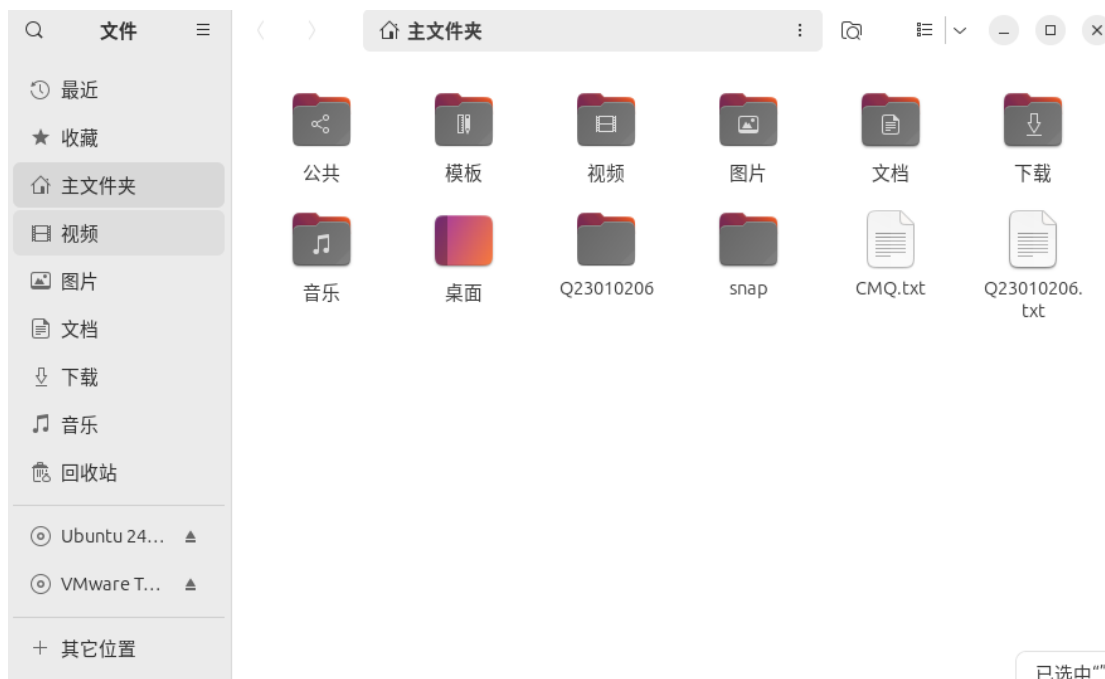 文件
主文件夹
最近
收藏
主文件夹
视频
图片
文档
下载
音乐
回收站
Ubuntu 24...
VMware T...
其它位置
公共 模板 视频 图片 文档 下载
音乐 桌面 Q23010206 snap CMQ.txt Q23010206.
txt
已选中“”